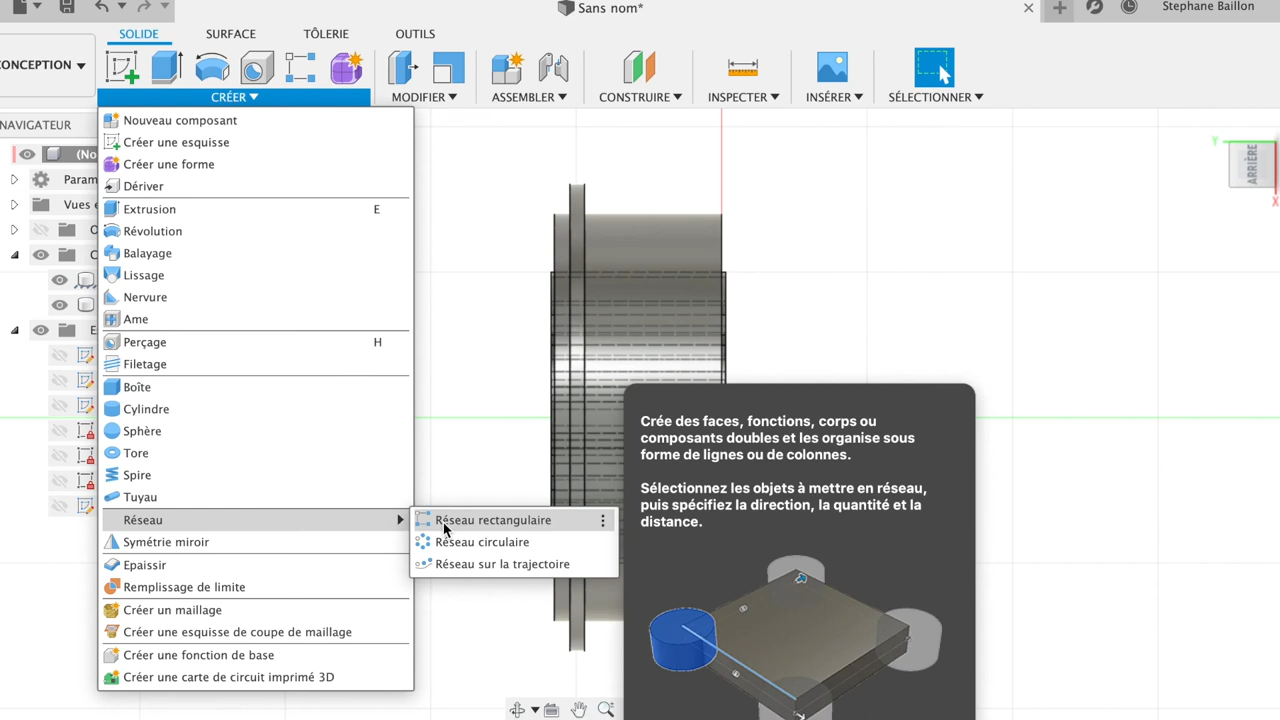 Sans nom*
Stephane Baillon
SOLIDE
SURFACE
TÔLERIE
OUTILS
CONCEPTION
CRÉER
MODIFIER
ASSEMBLER
CONSTRUIRE
INSPECTER
INSÉRER
SÉLECTIONNER
NAVIGATEUR
(No
Param
Vues e
O
C
E
Nouveau composant
Créer une esquisse
Créer une forme
Dériver
Extrusion E
Révolution
Balayage
Lissage
Nervure
Ame
Perçage H
Filetage
Boîte
Cylindre
Sphère
Tore
Spire
Tuyau
Réseau
Symétrie miroir
Epaissir
Remplissage de limite
Créer un maillage
Créer une esquisse de coupe de maillage
Créer une fonction de base
Créer une carte de circuit imprimé 3D
Réseau rectangulaire
Réseau circulaire
Réseau sur la trajectoire
Crée des faces, fonctions, corps ou
composants doubles et les organise sous
forme de lignes ou de colonnes.
Sélectionnez les objets à mettre en réseau,
puis spécifiez la direction, la quantité et la
distance.
Y
ARRIÈRE
X